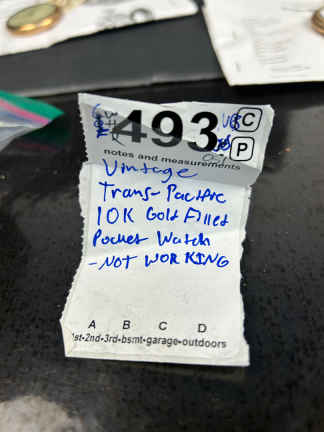 493 C
P
notes and measurements
Vintage
Trans-Pacific
10K Gold Filled
Pocket Watch
-NOT WORKING
A B C D
1st-2nd-3rd-bsmt-garage-outdoors